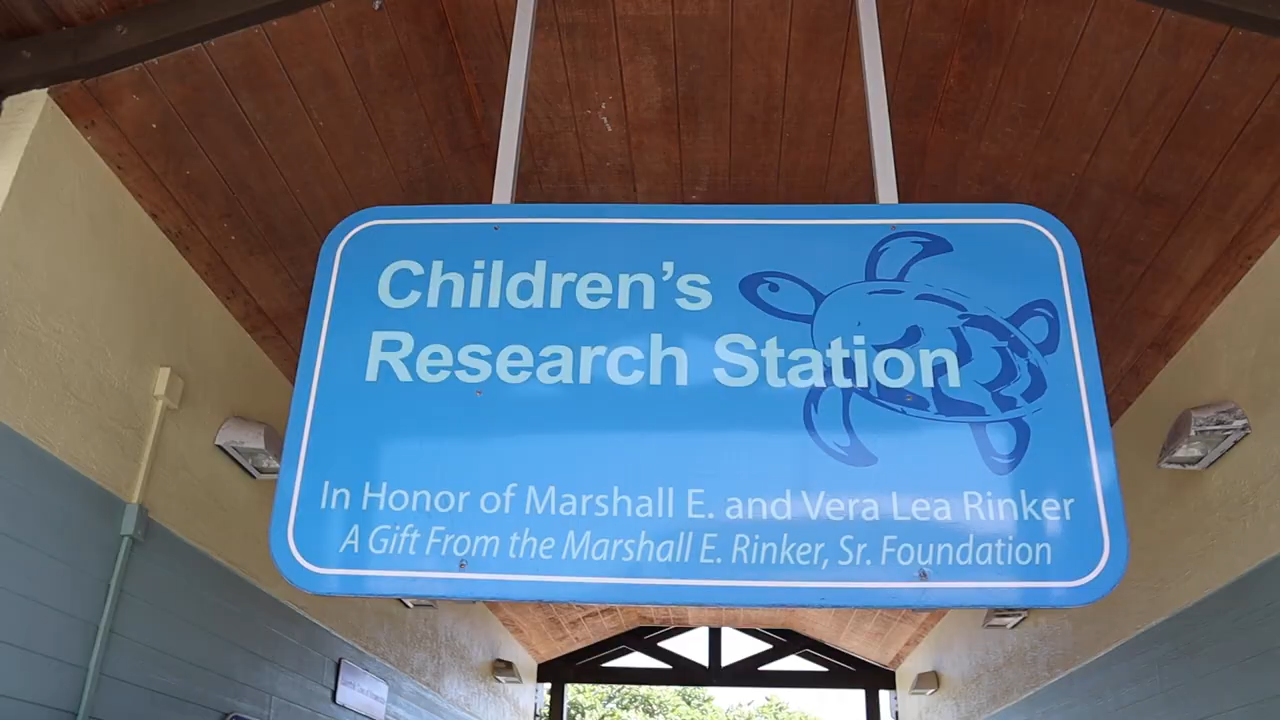 Children's
Research Station
In Honor of Marshall E. and Vera Lea Rinker
A Gift From the Marshall E. Rinker, Sr. Foundation